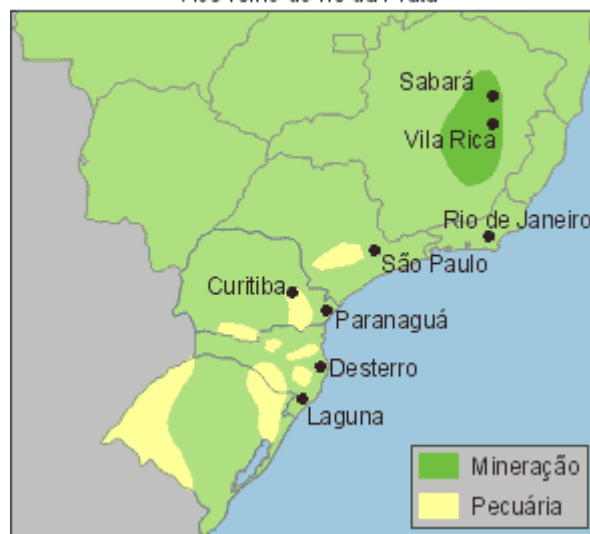 Sabará
Vila Rica
Rio de Janeiro
São Paulo
Curitiba
Paranaguá
Desterro
Laguna
Mineração
Pecuária